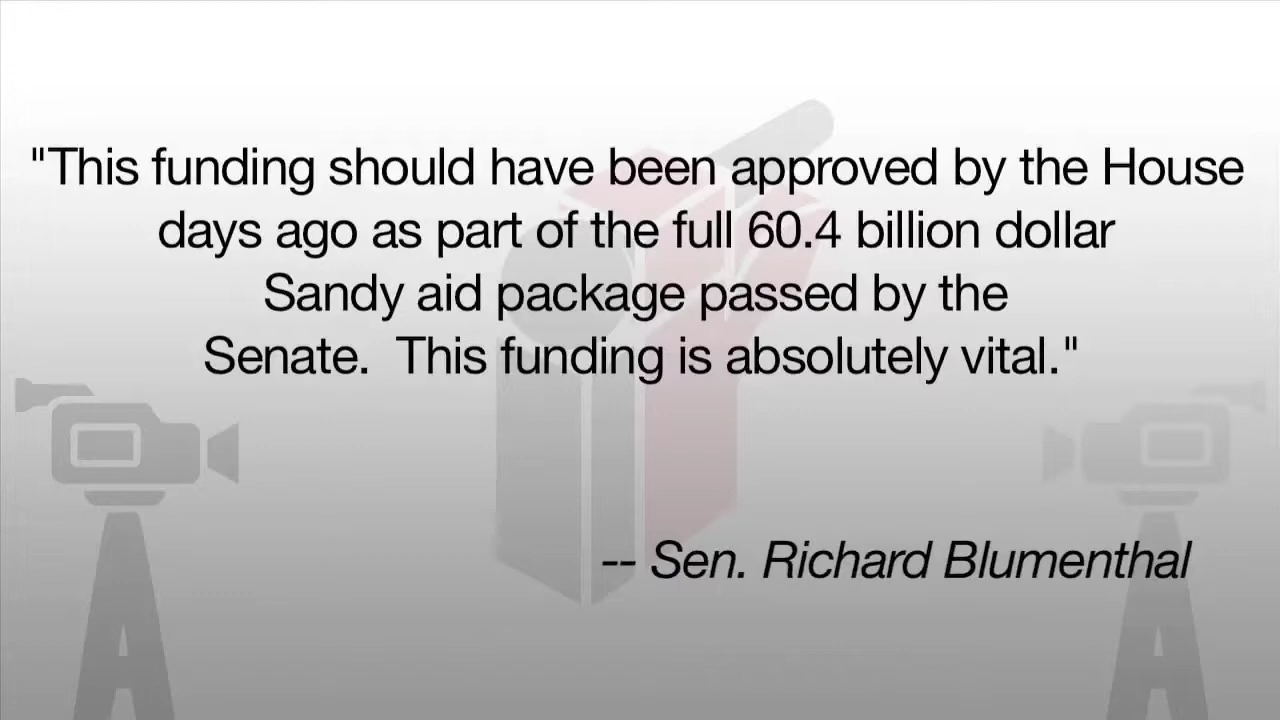 "This funding should have been approved by the House
days ago as part of the full 60.4 billion dollar
Sandy aid package passed by the
Senate.  This funding is absolutely vital."
-- Sen. Richard Blumenthal